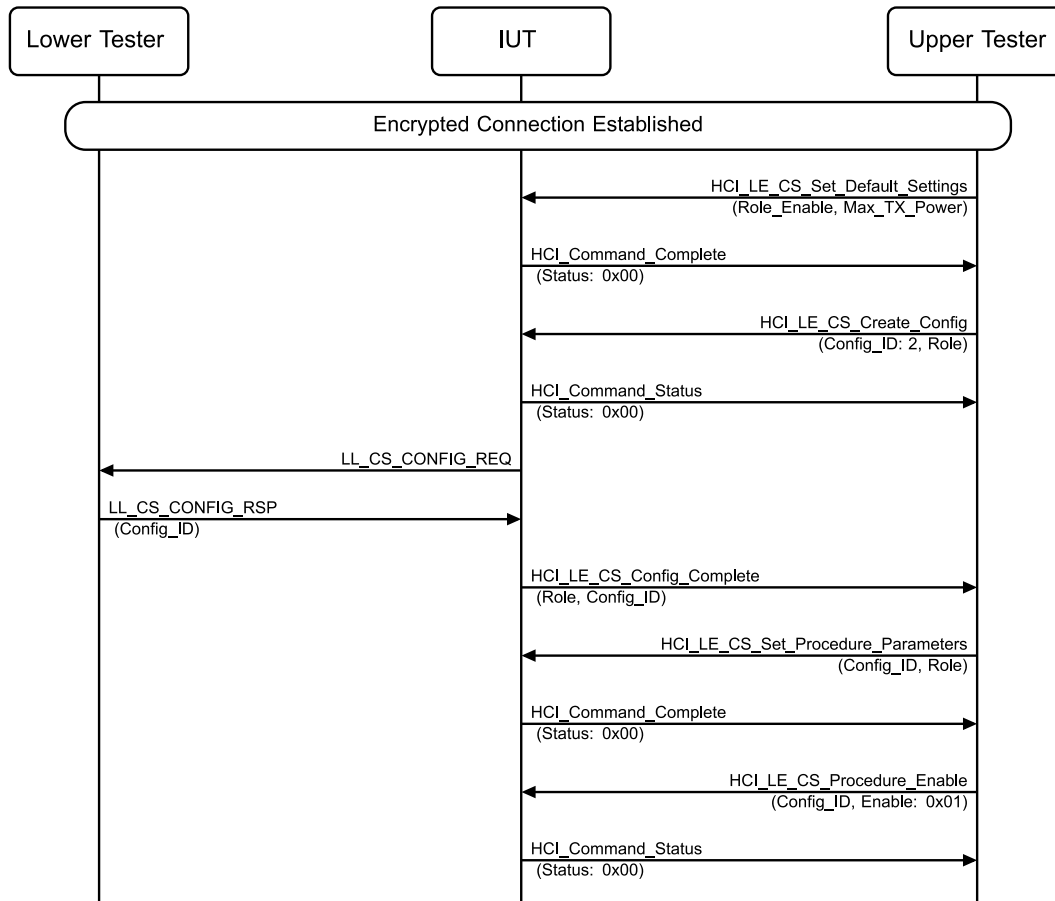 Lower Tester
IUT
Upper Tester
Encrypted Connection Established
HCI_LE_CS_Set_Default_Settings
(Role_Enable, Max_TX_Power)
HCI_Command_Complete
(Status: 0x00)
HCI_LE_CS_Create_Config
(Config_ID: 2, Role)
HCI_Command_Status
(Status: 0x00)
LL_CS_CONFIG_REQ
LL_CS_CONFIG_RSP
(Config_ID)
HCI_LE_CS_Config_Complete
(Role, Config_ID)
HCI_LE_CS_Set_Procedure_Parameters
(Config_ID, Role)
HCI_Command_Complete
(Status: 0x00)
HCI_LE_CS_Procedure_Enable
(Config_ID, Enable: 0x01)
HCI_Command_Status
(Status: 0x00)